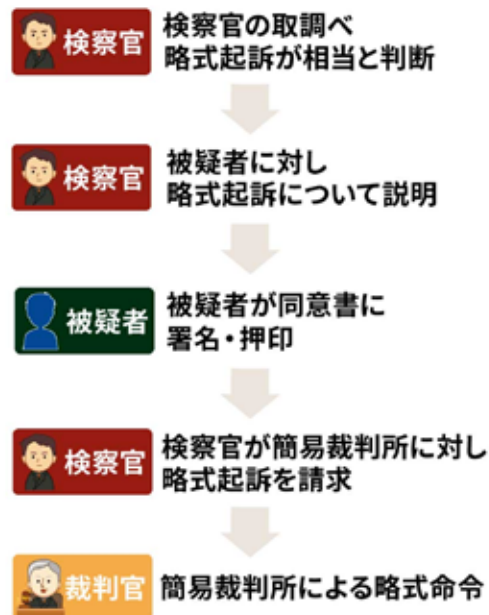 検察官
検察官の取調べ
略式起訴が相当と判断
検察官
被疑者に対し
略式起訴について説明
被疑者
被疑者が同意書に
署名・押印
検察官
検察官が簡易裁判所に対し
略式起訴を請求
裁判官
簡易裁判所による略式命令